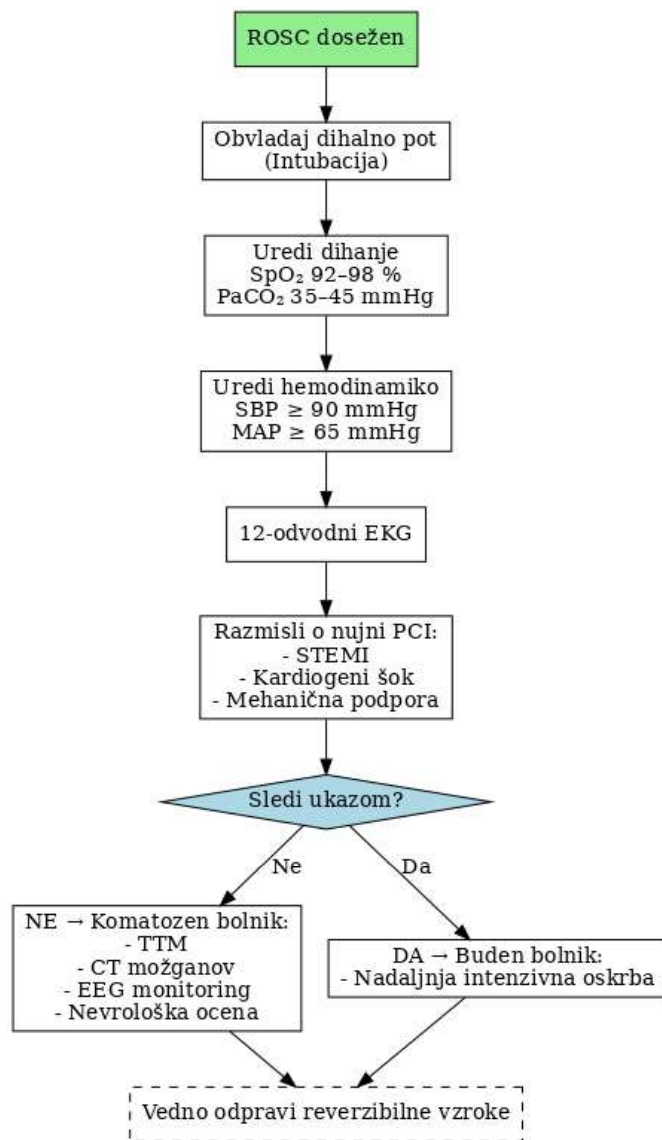 ROSC dosežen
Obvladaj dihalno pot
(Intubacija)
Uredi dihanje
SpO₂ 92–98 %
PaCO₂ 35–45 mmHg
Uredi hemodinamiko
SBP ≥ 90 mmHg
MAP ≥ 65 mmHg
12-odvodni EKG
Razmisli o nujni PCI:
- STEMI
- Kardiogeni šok
- Mehanična podpora
Sledi ukazom?
Ne
Da
NE → Komatozen bolnik:
- TTM
- CT možganov
- EEG monitoring
- Nevrološka ocena
DA → Buden bolnik:
- Nadaljnja intenzivna oskrba
Vedno odpravi reverzibilne vzroke